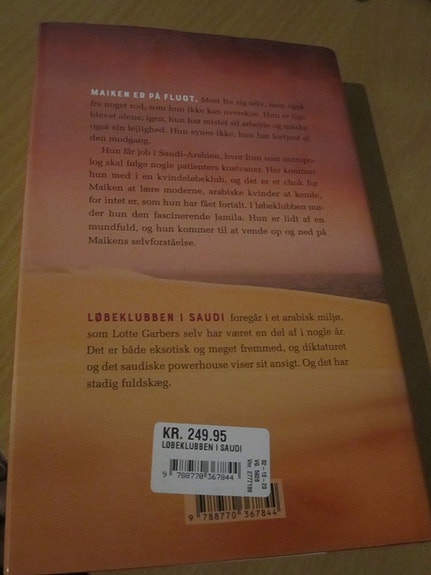 MAIKEN ER PÅ FLUGT. Mest fra sig selv, men også
fra noget rod, som hun ikke kan overskue. Hun er lige
blevet alene, igen, hun har mistet sit arbejde og måske
også sin lejlighed. Hun synes ikke, hun har fortjent al
den modgang.
Hun får job i Saudi-Arabien, hvor hun som antropo-
log skal følge nogle patienters kostvaner. Her kommer
hun med i en kvindeløbeklub, og det er et chok for
Maiken at lære moderne, arabiske kvinder at kende,
for intet er, som hun har fået fortalt. I løbeklubben mø-
der hun den fascinerende Jamila. Hun er lidt af en
mundfuld, og hun kommer til at vende op og ned på
Maikens selvforståelse.
LØBEKLUBBEN I SAUDI foregår i et arabisk miljø,
som Lotte Garbers selv har været en del af i nogle år.
Det er både eksotisk og meget fremmed, og diktaturet
og det saudiske powerhouse viser sit ansigt. Og det har
stadig fuldskæg.
KR. 249.95
LØBEKLUBBEN I SAUDI
9 788770 367844
9 788770 367844